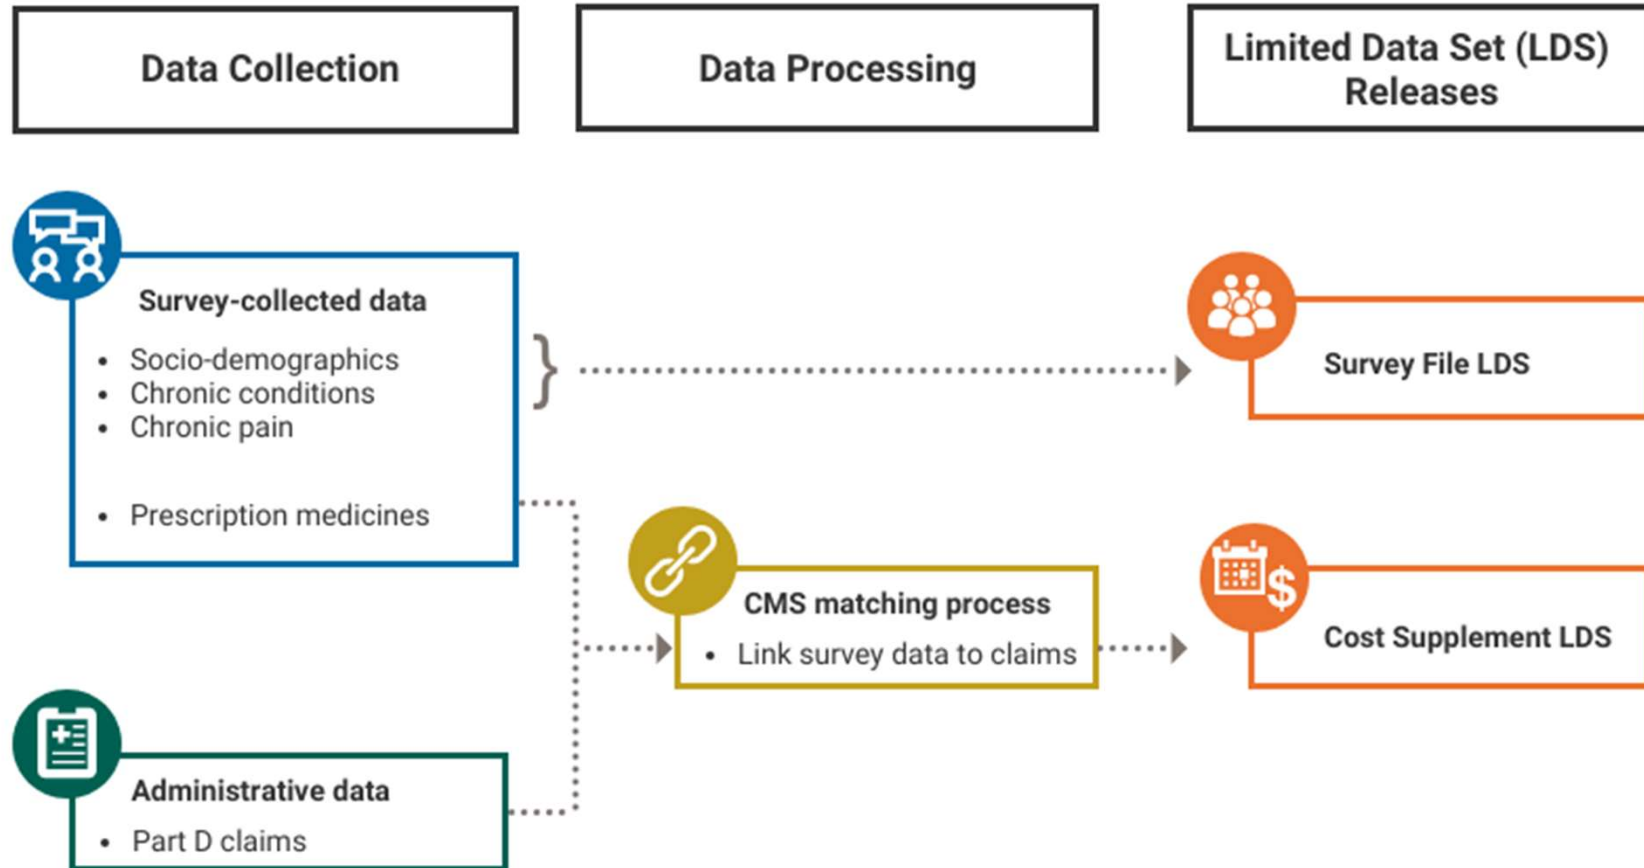 Data Collection
Data Processing
Limited Data Set (LDS)
Releases
Survey-collected data
• Socio-demographics
• Chronic conditions
• Chronic pain
• Prescription medicines
}
Survey File LDS
CMS matching process
• Link survey data to claims
$
Cost Supplement LDS
Administrative data
• Part D claims